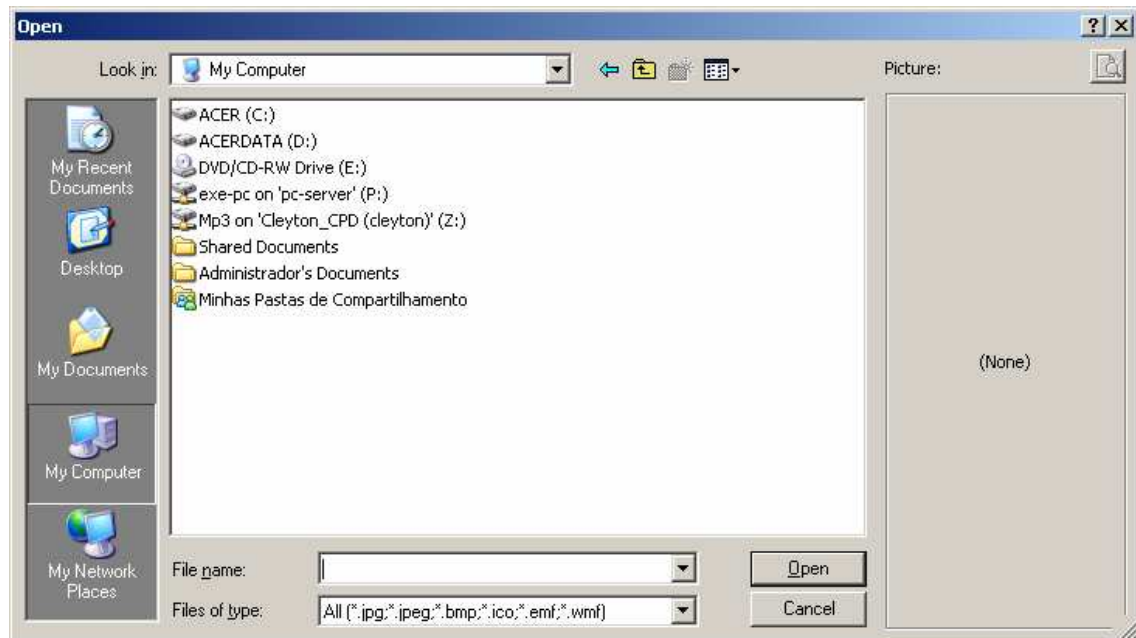 Open
Look in: My Computer
Picture:
My Recent
Documents
Desktop
My Documents
My Computer
My Network
Places
ACER (C:)
ACERDATA (D:)
DVD/CD-RW Drive (E:)
exe-pc on 'pc-server' (P:)
Mp3 on 'Cleyton_CPD (cleyton)' (Z:)
Shared Documents
Administrador's Documents
Minhas Pastas de Compartilhamento
(None)
File name:
Open
Files of type: All (*.jpg;*.jpeg;*.bmp;*.ico;*.emf;*.wmf)
Cancel